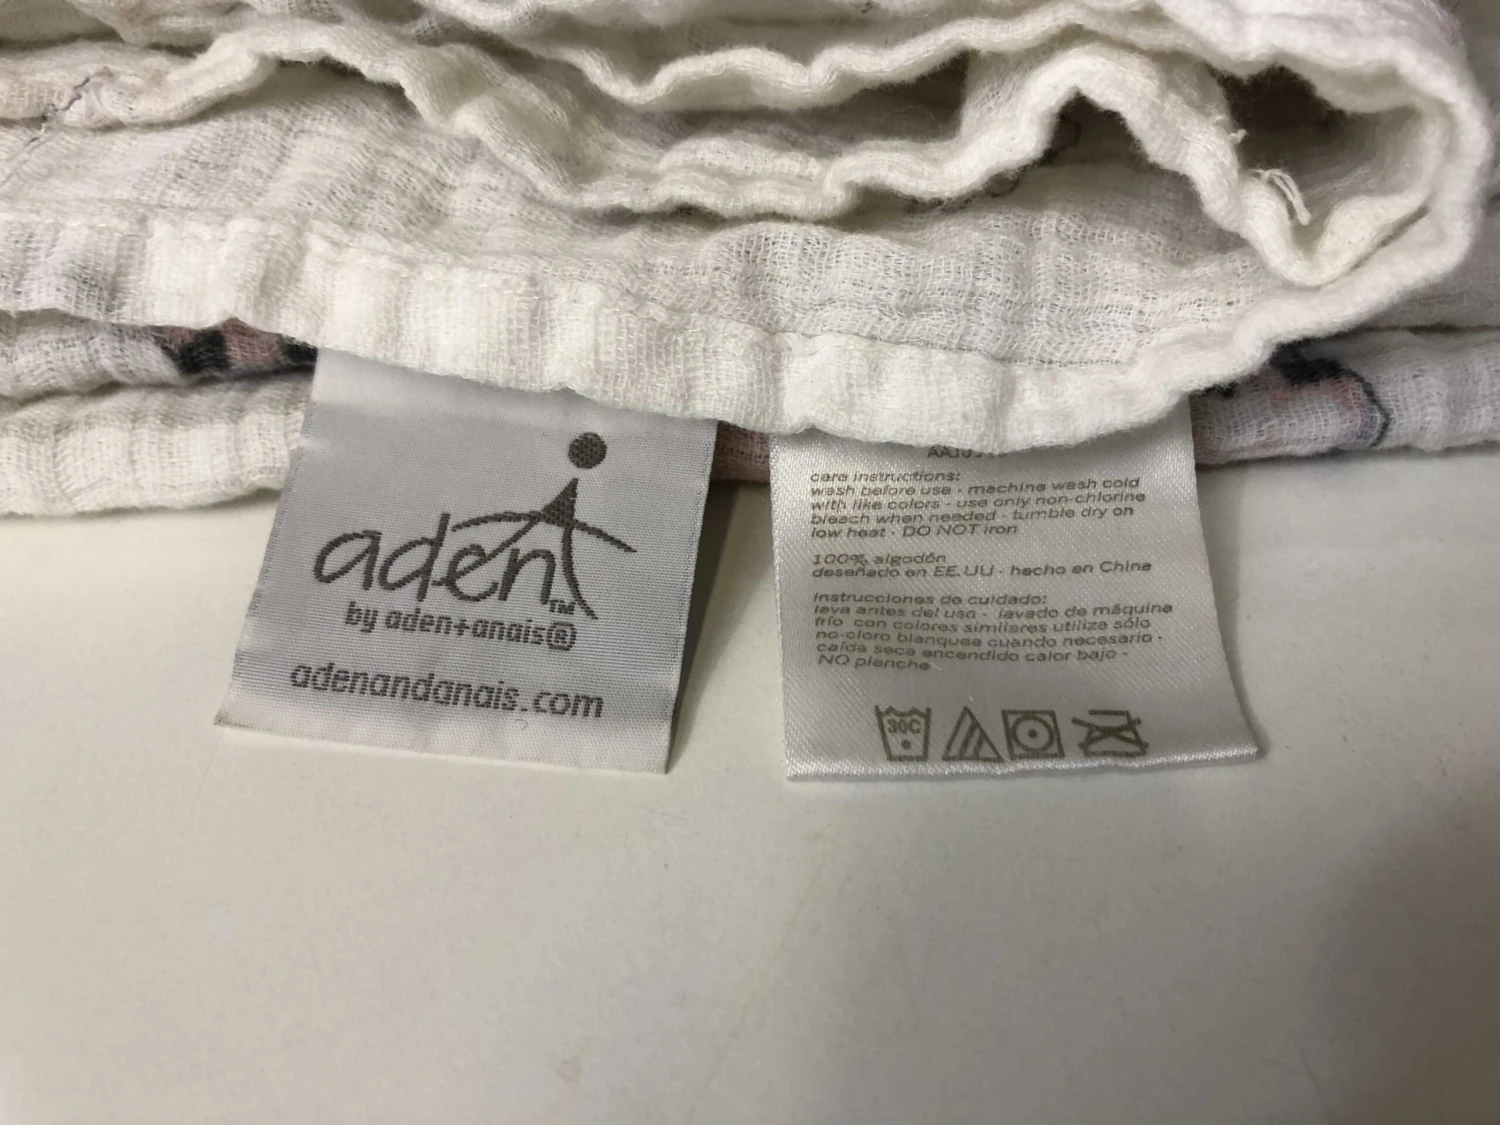 aden™
by aden+anais®
adenandanais.com
care instructions:
wash before use · machine wash cold
with like colors · use only non-chlorine
bleach when needed · tumble dry on
low heat · DO NOT iron
100% algodón
deseñado en EE.UU · hecho en China
instrucciones de cuidado:
lava antes del uso · lavado de máquina
frío con colores similares utiliza sólo
no-cloro blanquea cuando necesario ·
caída seca encendido calor bajo ·
NO planche
30C